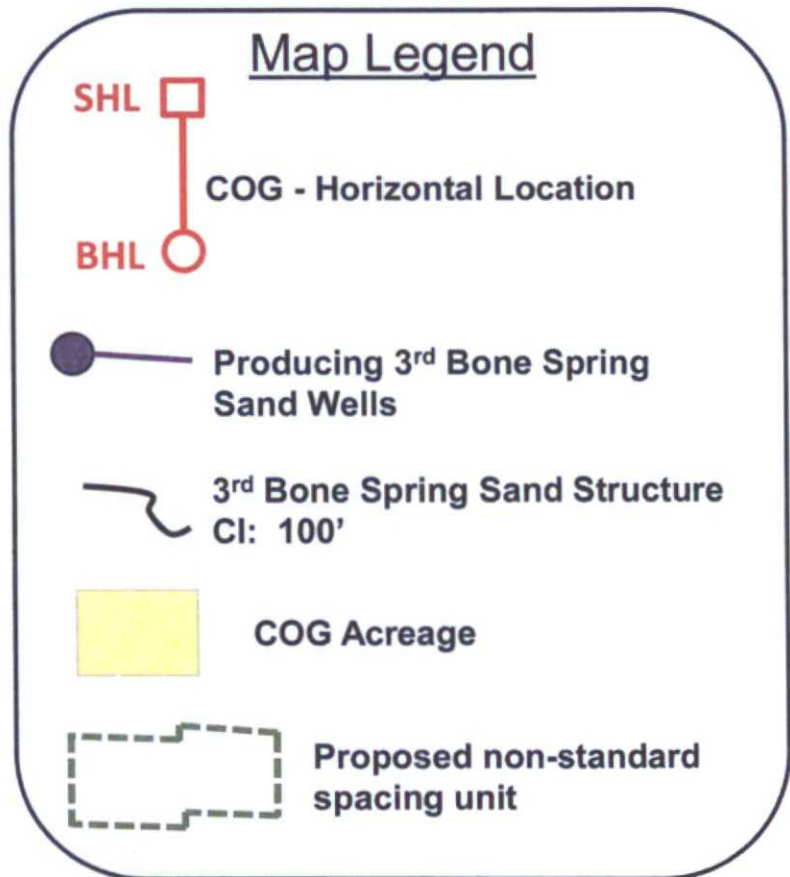 Map Legend
SHL
COG - Horizontal Location
BHL
Producing 3rd Bone Spring
Sand Wells
3rd Bone Spring Sand Structure
CI: 100'
COG Acreage
Proposed non-standard
spacing unit